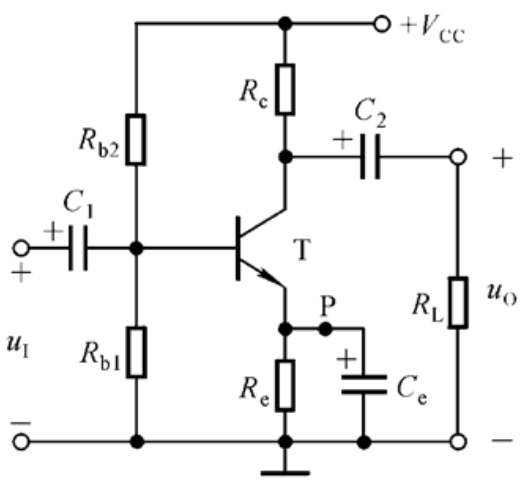 +V_CC
R_c
C_2
R_b2
+
+
C_1
+
T
+
P
R_L
u_O
u_I
R_b1
+
R_e
C_e
−
−